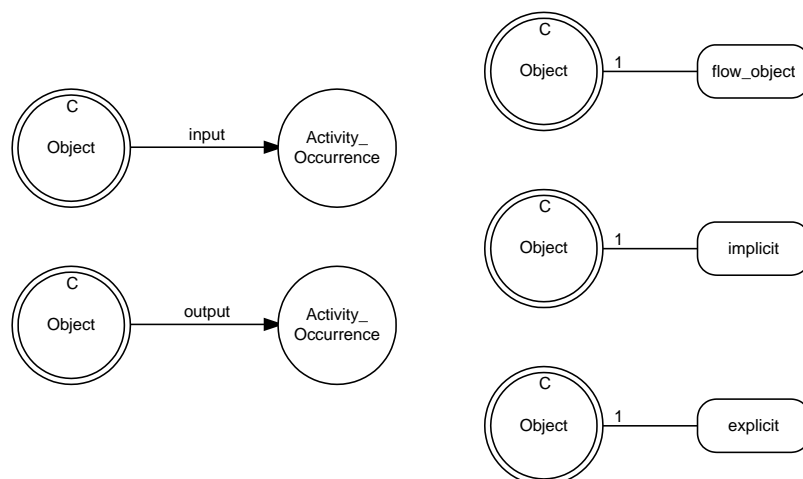 C
Object
input
Activity_
Occurrence
C
Object
output
Activity_
Occurrence
C
Object
1
flow_object
C
Object
1
implicit
C
Object
1
explicit